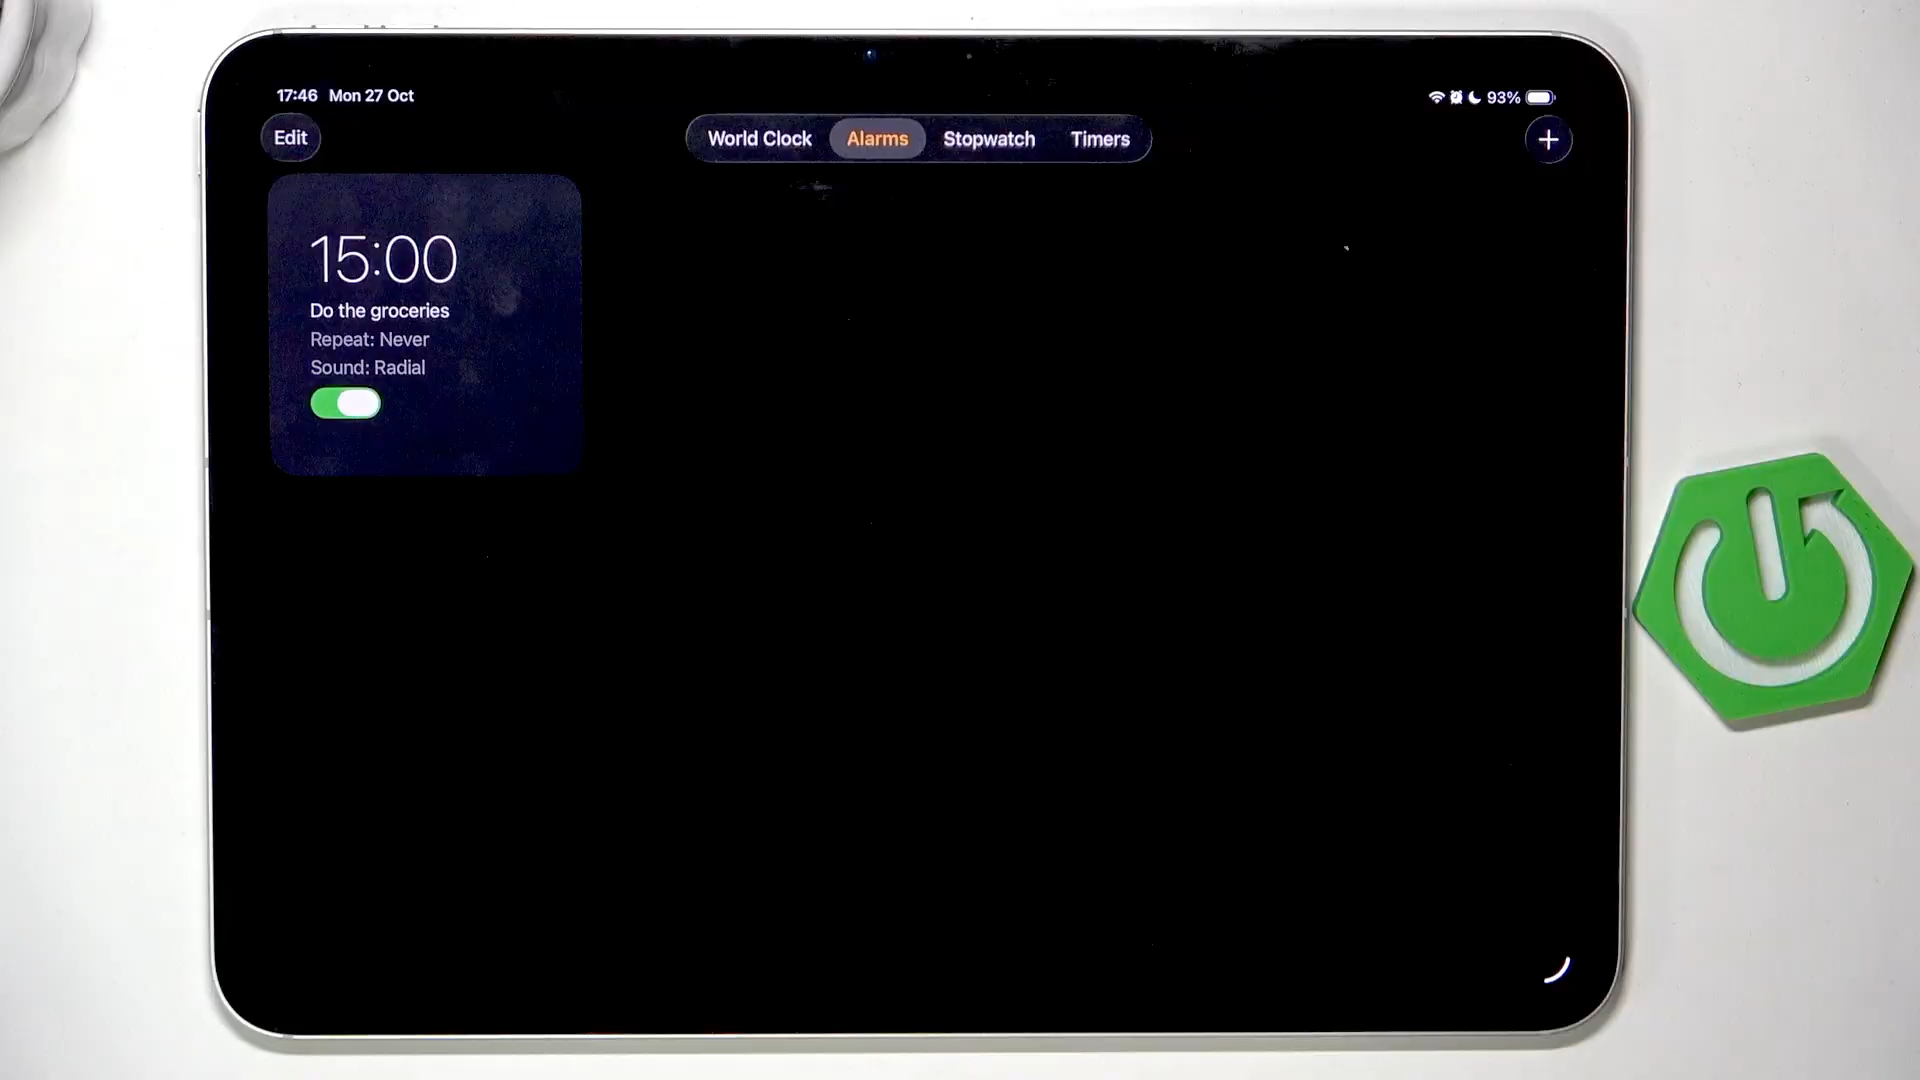 17:46 Mon 27 Oct
93%
Edit
World Clock Alarms Stopwatch Timers
15:00
Do the groceries
Repeat: Never
Sound: Radial